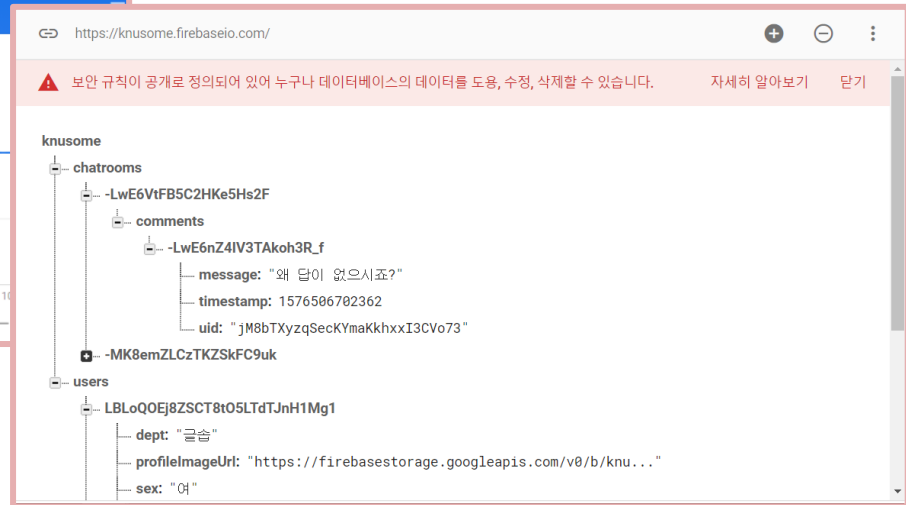 https://knusome.firebaseio.com/
보안 규칙이 공개로 정의되어 있어 누구나 데이터베이스의 데이터를 도용, 수정, 삭제할 수 있습니다. 자세히 알아보기 닫기
knusome
chatrooms
-LwE6VtFB5C2HKe5Hs2F
comments
-LwE6nZ4IV3TAkoh3R_f
message: "왜 답이 없으시죠?"
timestamp: 1576506702362
uid: "jM8bTXyzqSecKYmaKkhxxI3CVo73"
-MK8emZLCzTKZSkFC9uk
users
LBLoQOEj8ZSCT8tO5LTdTJnH1Mg1
dept: "글솝"
profileImageUrl: "https://firebasestorage.googleapis.com/v0/b/knu..."
sex: "여"
10